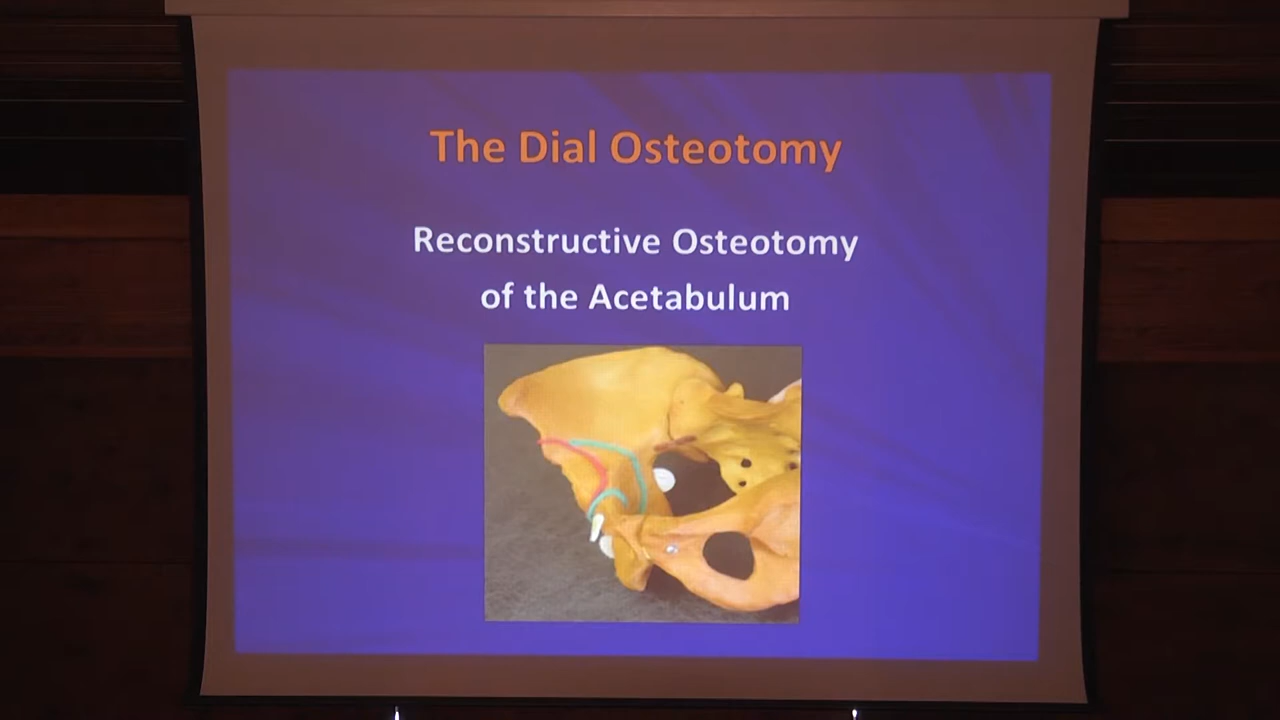 The Dial Osteotomy
Reconstructive Osteotomy
of the Acetabulum